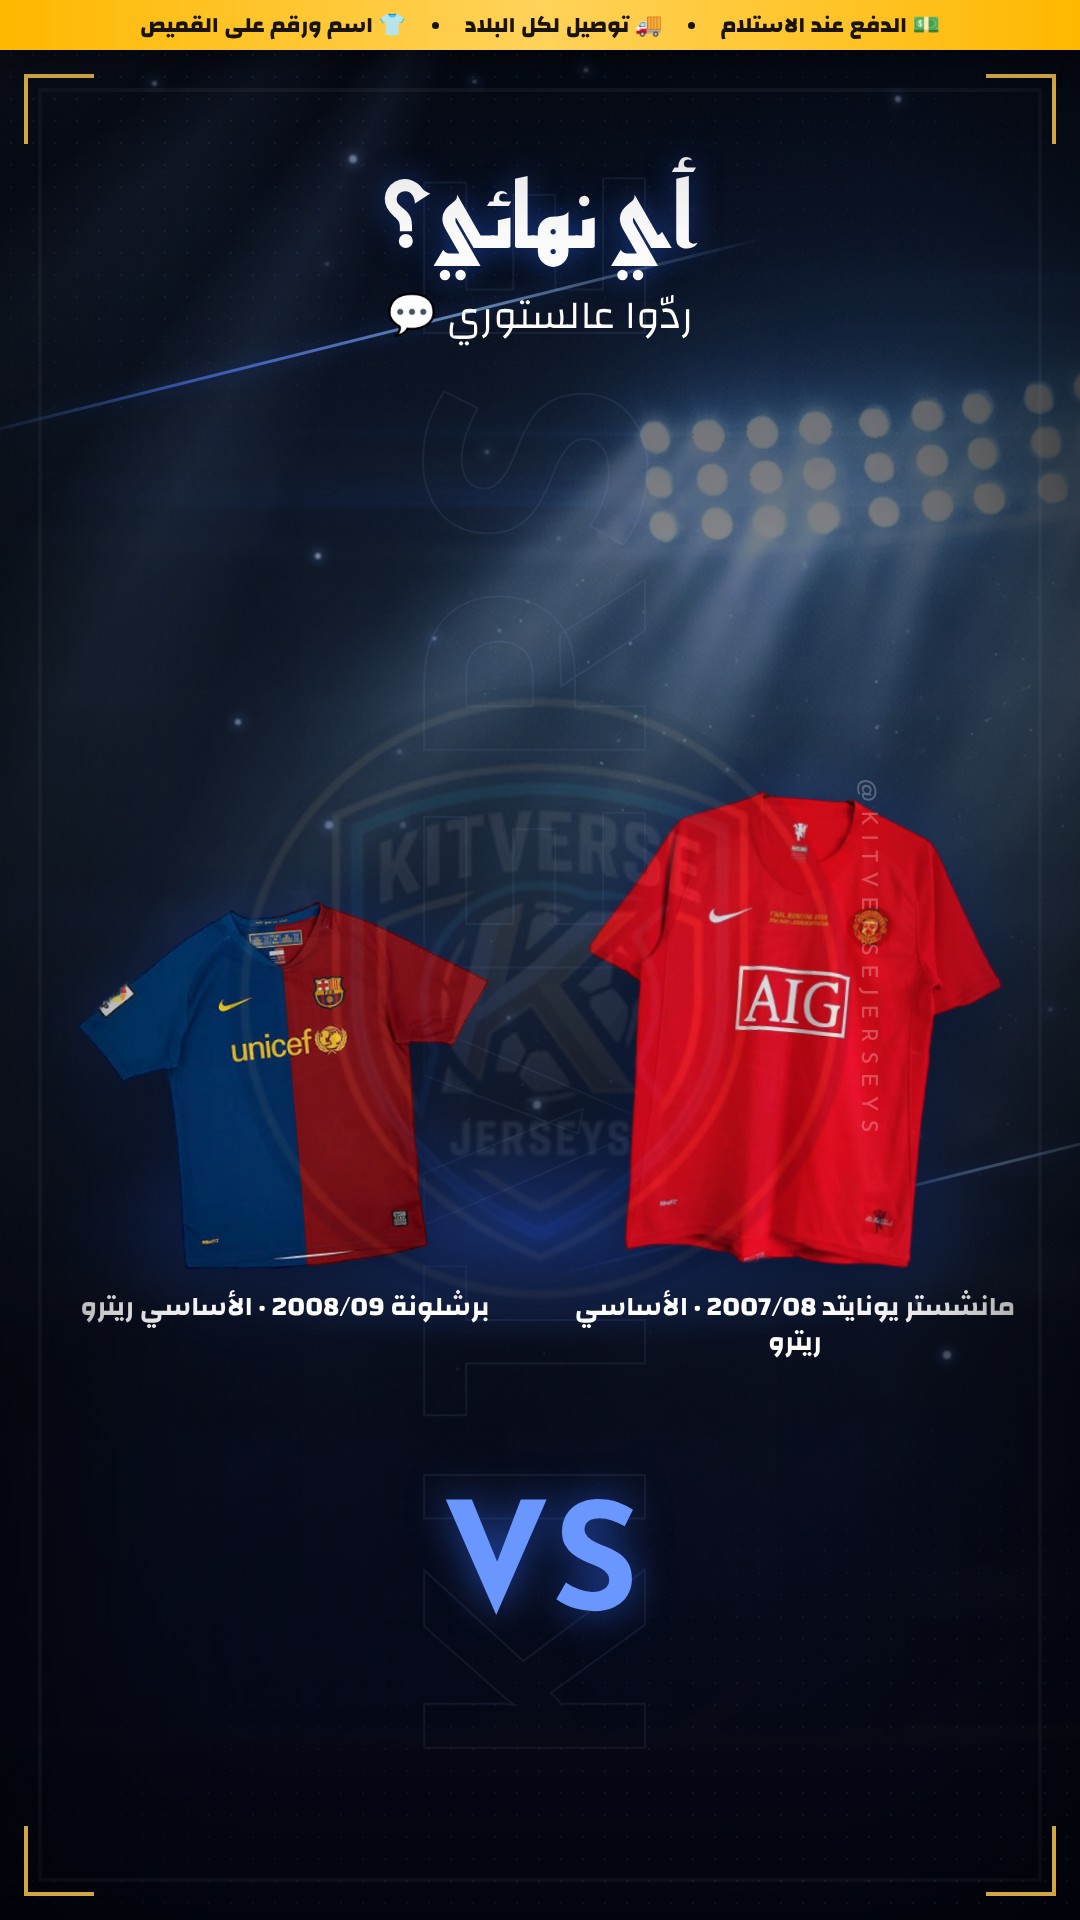 💵 الدفع عند الاستلام • 🚚 توصيل لكل البلاد • 👕 اسم ورقم على القميص
أي نهائي؟
ردّوا عالستوري 💬
KITVERSE
JERSEYS
@KITVERSEJERSEYS
unicef
AIG
مانشستر يونايتد 2007/08 · الأساسي
ريترو
برشلونة 2008/09 · الأساسي ريترو
VS